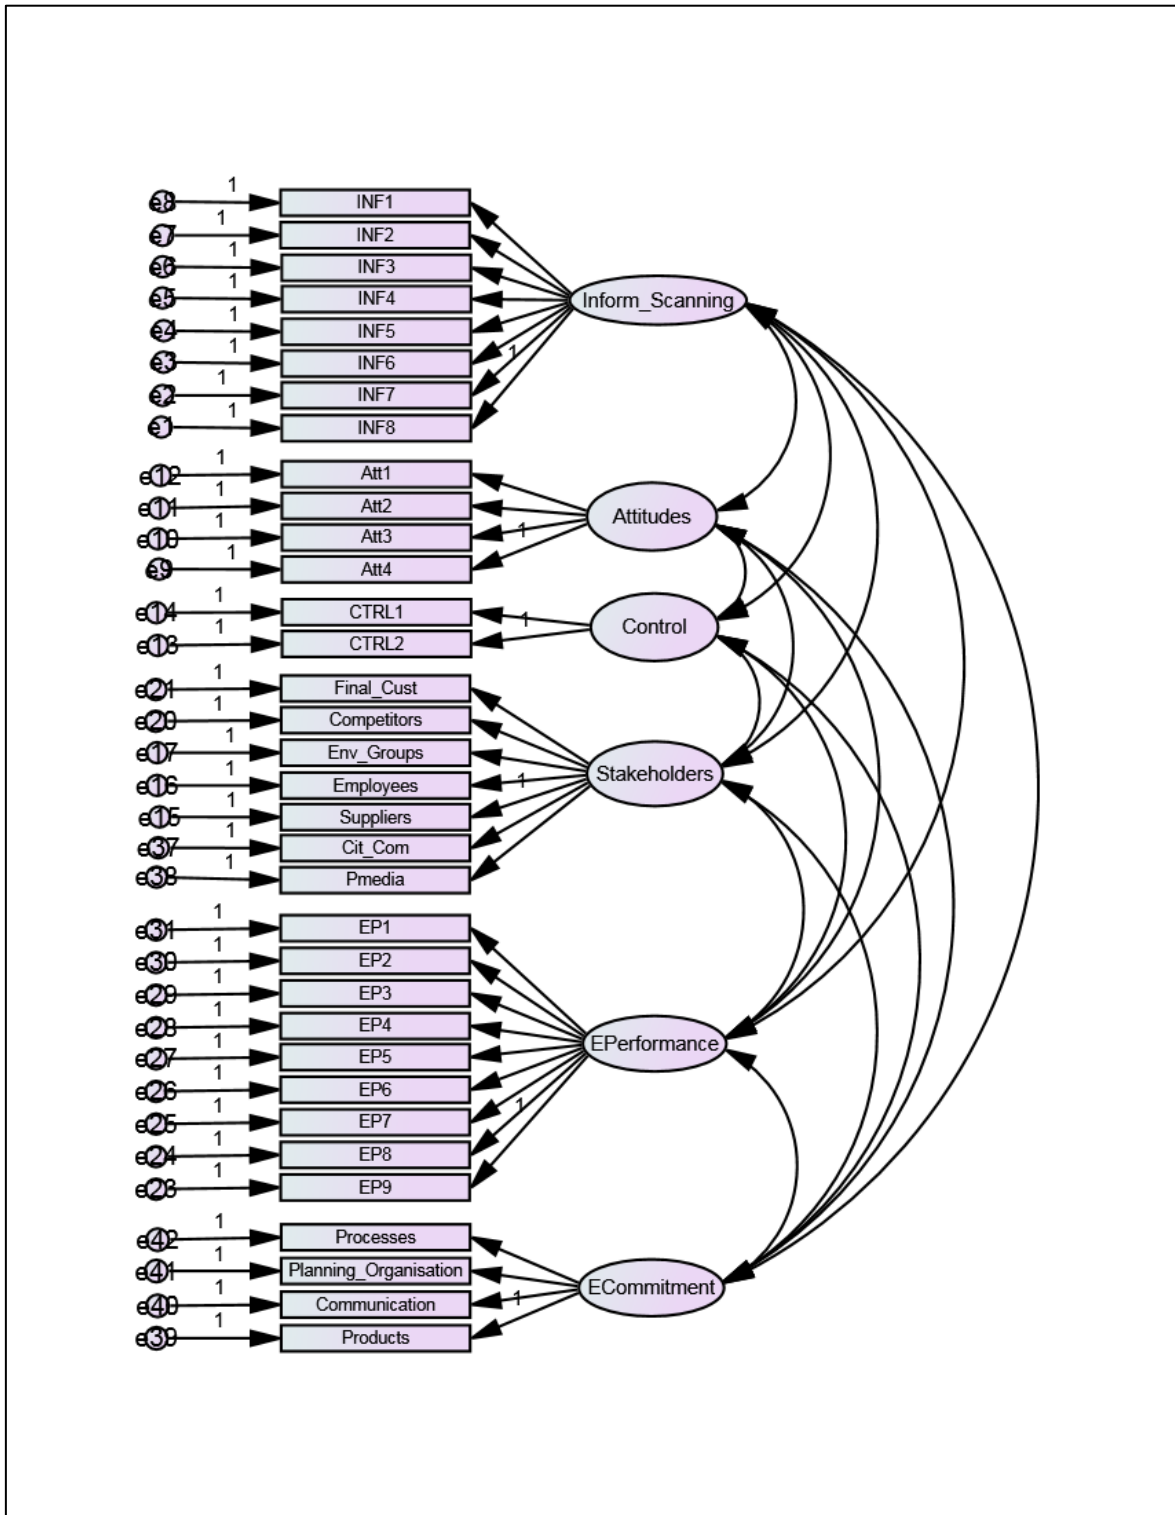 1
e8 INF1
1
e7 INF2
1
e6 INF3
1
e5 INF4
1
e4 INF5
1
e3 INF6
1
1
e2 INF7
1
e1 INF8
Inform_Scanning
1
e12 Att1
1
e11 Att2
1
e10 Att3
1
1
e9 Att4
Attitudes
1
e14 CTRL1
1
1
e13 CTRL2
Control
1
e21 Final_Cust
1
e20 Competitors
1
e17 Env_Groups
1
e16 Employees
1
1
e15 Suppliers
1
e37 Cit_Com
1
e38 Pmedia
Stakeholders
1
e31 EP1
1
e30 EP2
1
e29 EP3
1
e28 EP4
1
e27 EP5
1
e26 EP6
1
e25 EP7
1
1
e24 EP8
1
e23 EP9
EPerformance
1
e42 Processes
1
e41 Planning_Organisation
1
e40 Communication
1
1
e39 Products
ECommitment